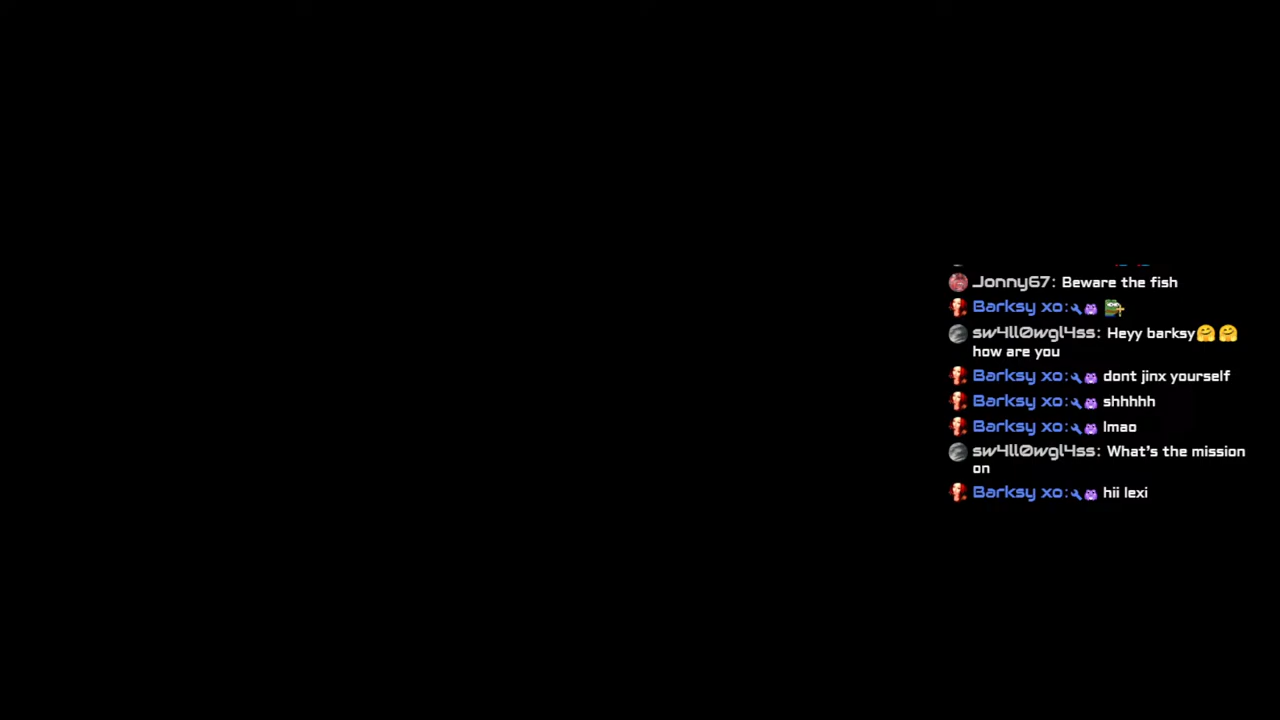 Jonny67: Beware the fish
Barksy xo:
sw4ll0wgl4ss: Heyy barksy🤗🤗
how are you
Barksy xo: dont jinx yourself
Barksy xo: shhhhh
Barksy xo: lmao
sw4ll0wgl4ss: What's the mission
on
Barksy xo: hii lexi